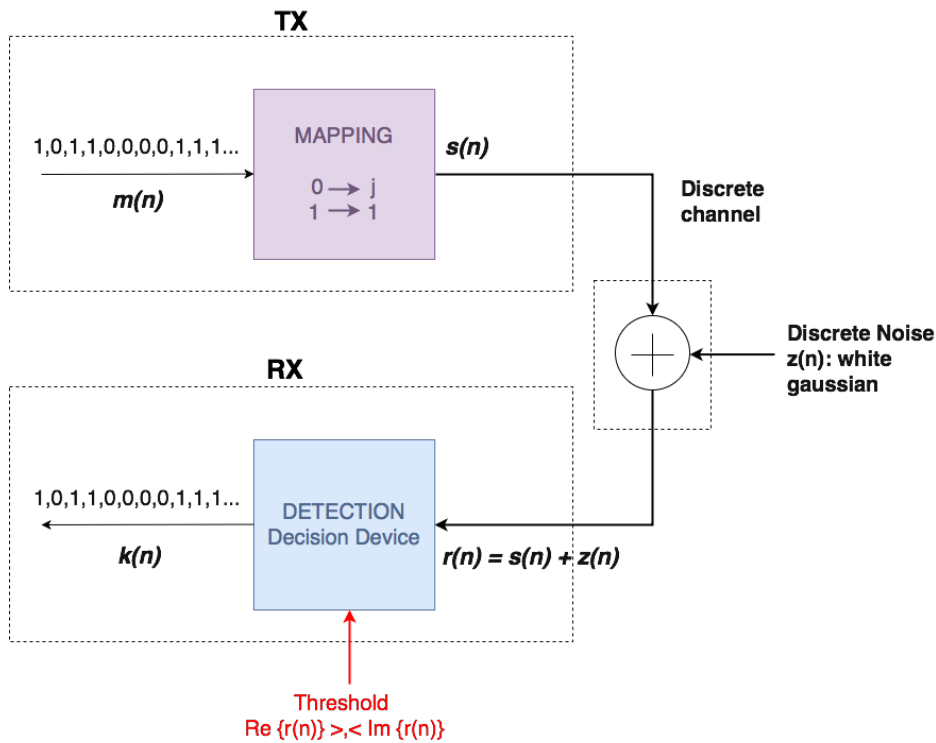 TX
1,0,1,1,0,0,0,0,1,1,1...
m(n)
MAPPING
0 → j
1 → 1
s(n)
Discrete
channel
Discrete Noise
z(n): white
gaussian
RX
1,0,1,1,0,0,0,0,1,1,1...
k(n)
DETECTION
Decision Device
r(n) = s(n) + z(n)
Threshold
Re {r(n)} >,< Im {r(n)}